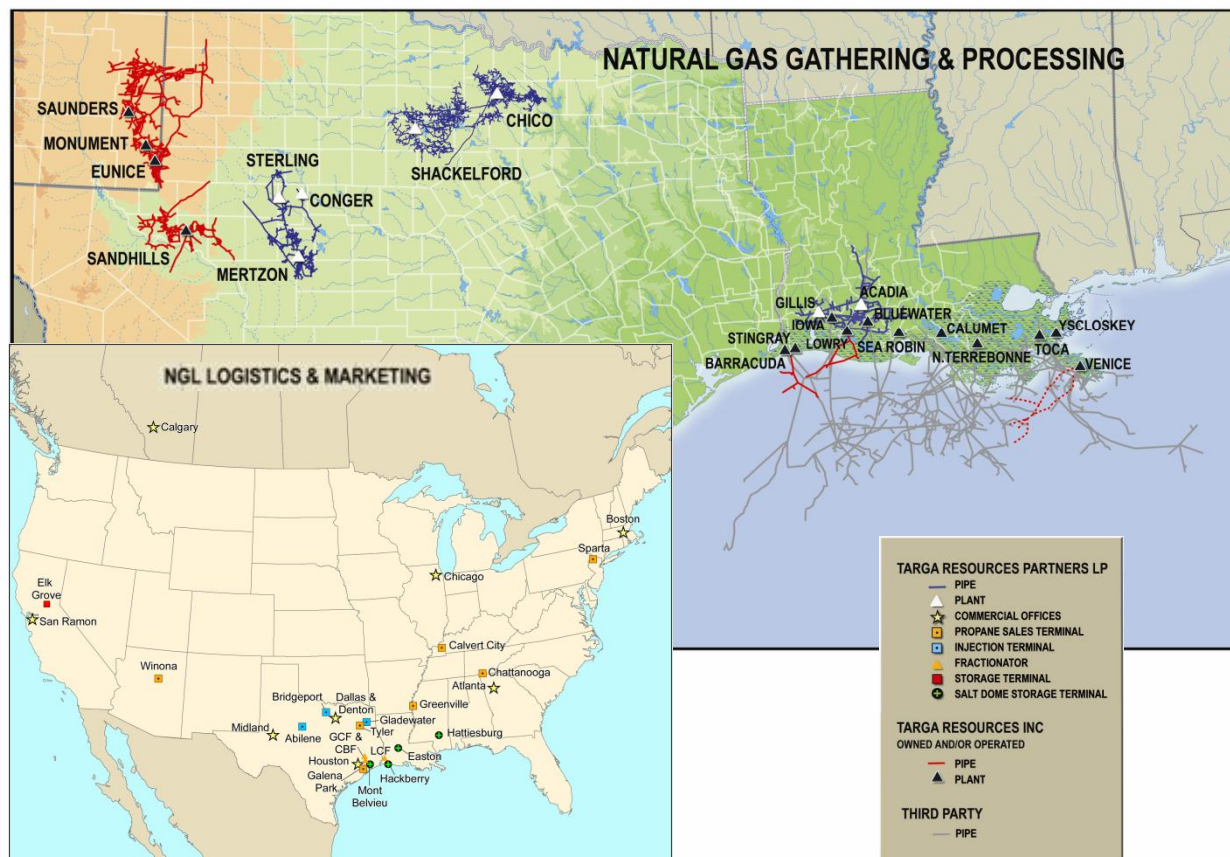 NATURAL GAS GATHERING & PROCESSING
SAUNDERS
MONUMENT
EUNICE
SANDHILLS
STERLING
CONGER
MERTZON
CHICO
SHACKELFORD
GILLIS
ACADIA
IOWA
BLUEWATER
STINGRAY
LOWRY
SEA ROBIN
BARRACUDA
CALUMET
N.TERREBONNE
TOCA
YSCLOSKEY
VENICE
NGL LOGISTICS & MARKETING
Calgary
Boston
Sparta
Chicago
Elk
Grove
San Ramon
Calvert City
Winona
Chattanooga
Atlanta
Bridgeport
Dallas &
Denton
Greenville
Midland
Abilene
Gladewater
Tyler
GCF &
CBF
LCF
Hattiesburg
Easton
Houston
Hackberry
Galena
Park
Mont
Belvieu
TARGA RESOURCES PARTNERS LP
PIPE
PLANT
COMMERCIAL OFFICES
PROPANE SALES TERMINAL
INJECTION TERMINAL
FRACTIONATOR
STORAGE TERMINAL
SALT DOME STORAGE TERMINAL
TARGA RESOURCES INC
OWNED AND/OR OPERATED
PIPE
PLANT
THIRD PARTY
PIPE